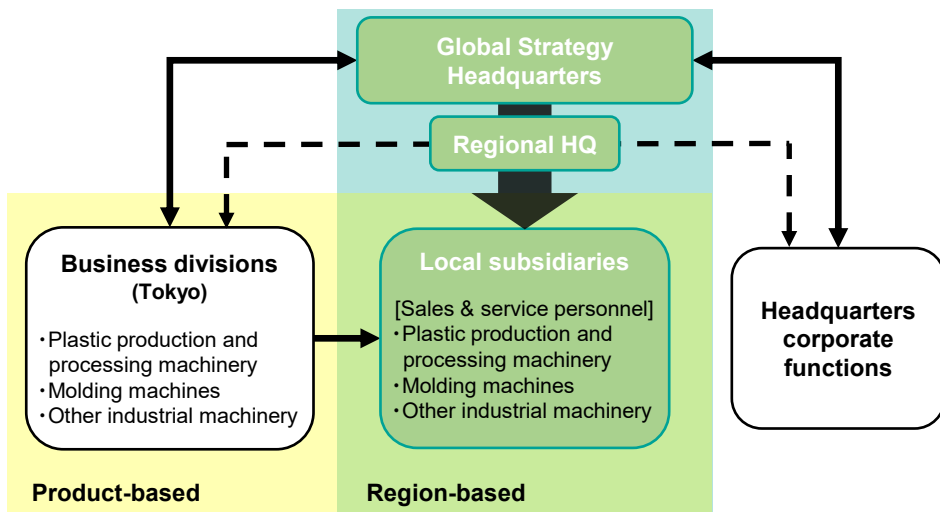 Global Strategy
Headquarters
Regional HQ
Business divisions
(Tokyo)
・Plastic production and
processing machinery
・Molding machines
・Other industrial machinery
Local subsidiaries
[Sales & service personnel]
・Plastic production and
processing machinery
・Molding machines
・Other industrial machinery
Headquarters
corporate
functions
Product-based
Region-based